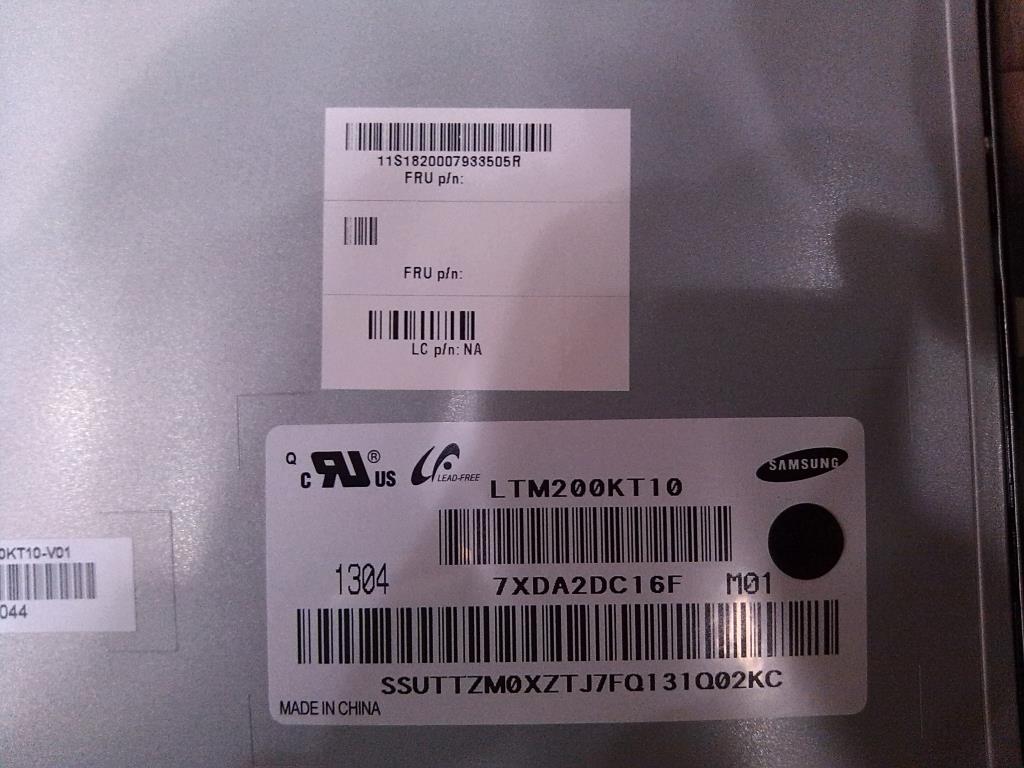 11S1820007933505R
FRU p/n:
FRU p/n:
LC p/n: NA
Q
C RU ® US
LEAD-FREE
SAMSUNG
LTM200KT10
1304
7XDA2DC16F M01
SSUTTZM0XZTJ7FQ131Q02KC
MADE IN CHINA
0KT10-V01
044